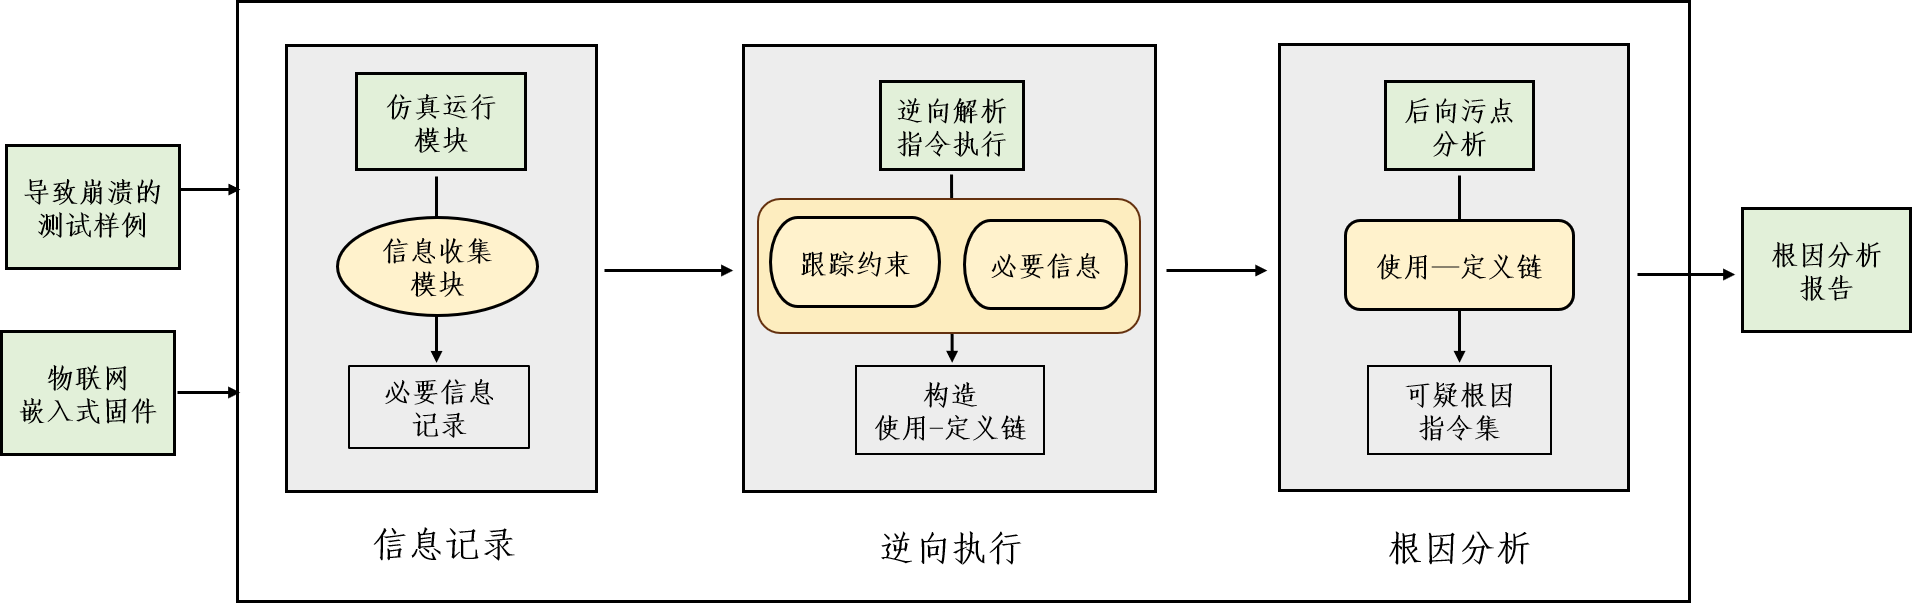 导致崩溃的
测试样例
物联网
嵌入式固件
仿真运行
模块
信息收集
模块
必要信息
记录
信息记录
逆向解析
指令执行
跟踪约束
必要信息
构造
使用-定义链
逆向执行
后向污点
分析
使用—定义链
可疑根因
指令集
根因分析
根因分析
报告